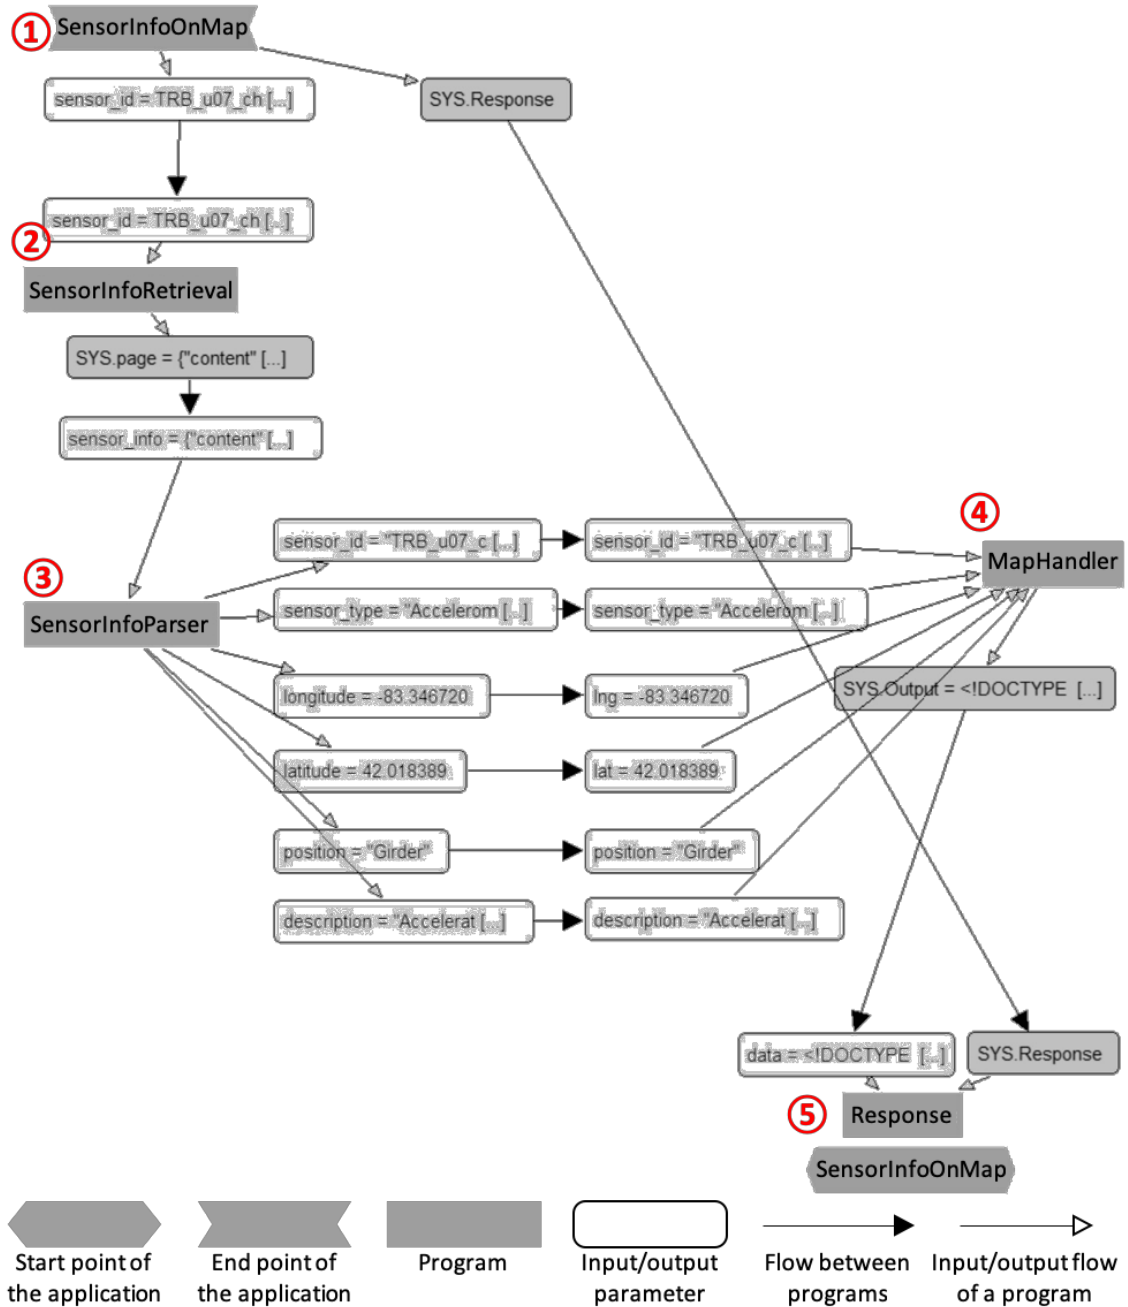 ① SensorInfoOnMap
sensor_id = TRB_u07_ch [...]
SYS.Response
sensor_id = TRB_u07_ch [...]
②
SensorInfoRetrieval
SYS.page = {"content" [...]
sensor_info = {"content" [...]
③
SensorInfoParser
sensor_id = "TRB_u07_c [...]
sensor_id = "TRB_u07_c [...]
④
MapHandler
sensor_type = "Accelerom [...]
sensor_type = "Accelerom [...]
longitude = -83.346720
lng = -83.346720
SYS.Output = <!DOCTYPE [...]
latitude = 42.018389
lat = 42.018389
position = "Girder"
position = "Girder"
description = "Accelerat [...]
description = "Accelerat [...]
data = <!DOCTYPE [...]
SYS.Response
⑤ Response
SensorInfoOnMap
Start point of
the application
End point of
the application
Program
Input/output
parameter
Flow between
programs
Input/output flow
of a program